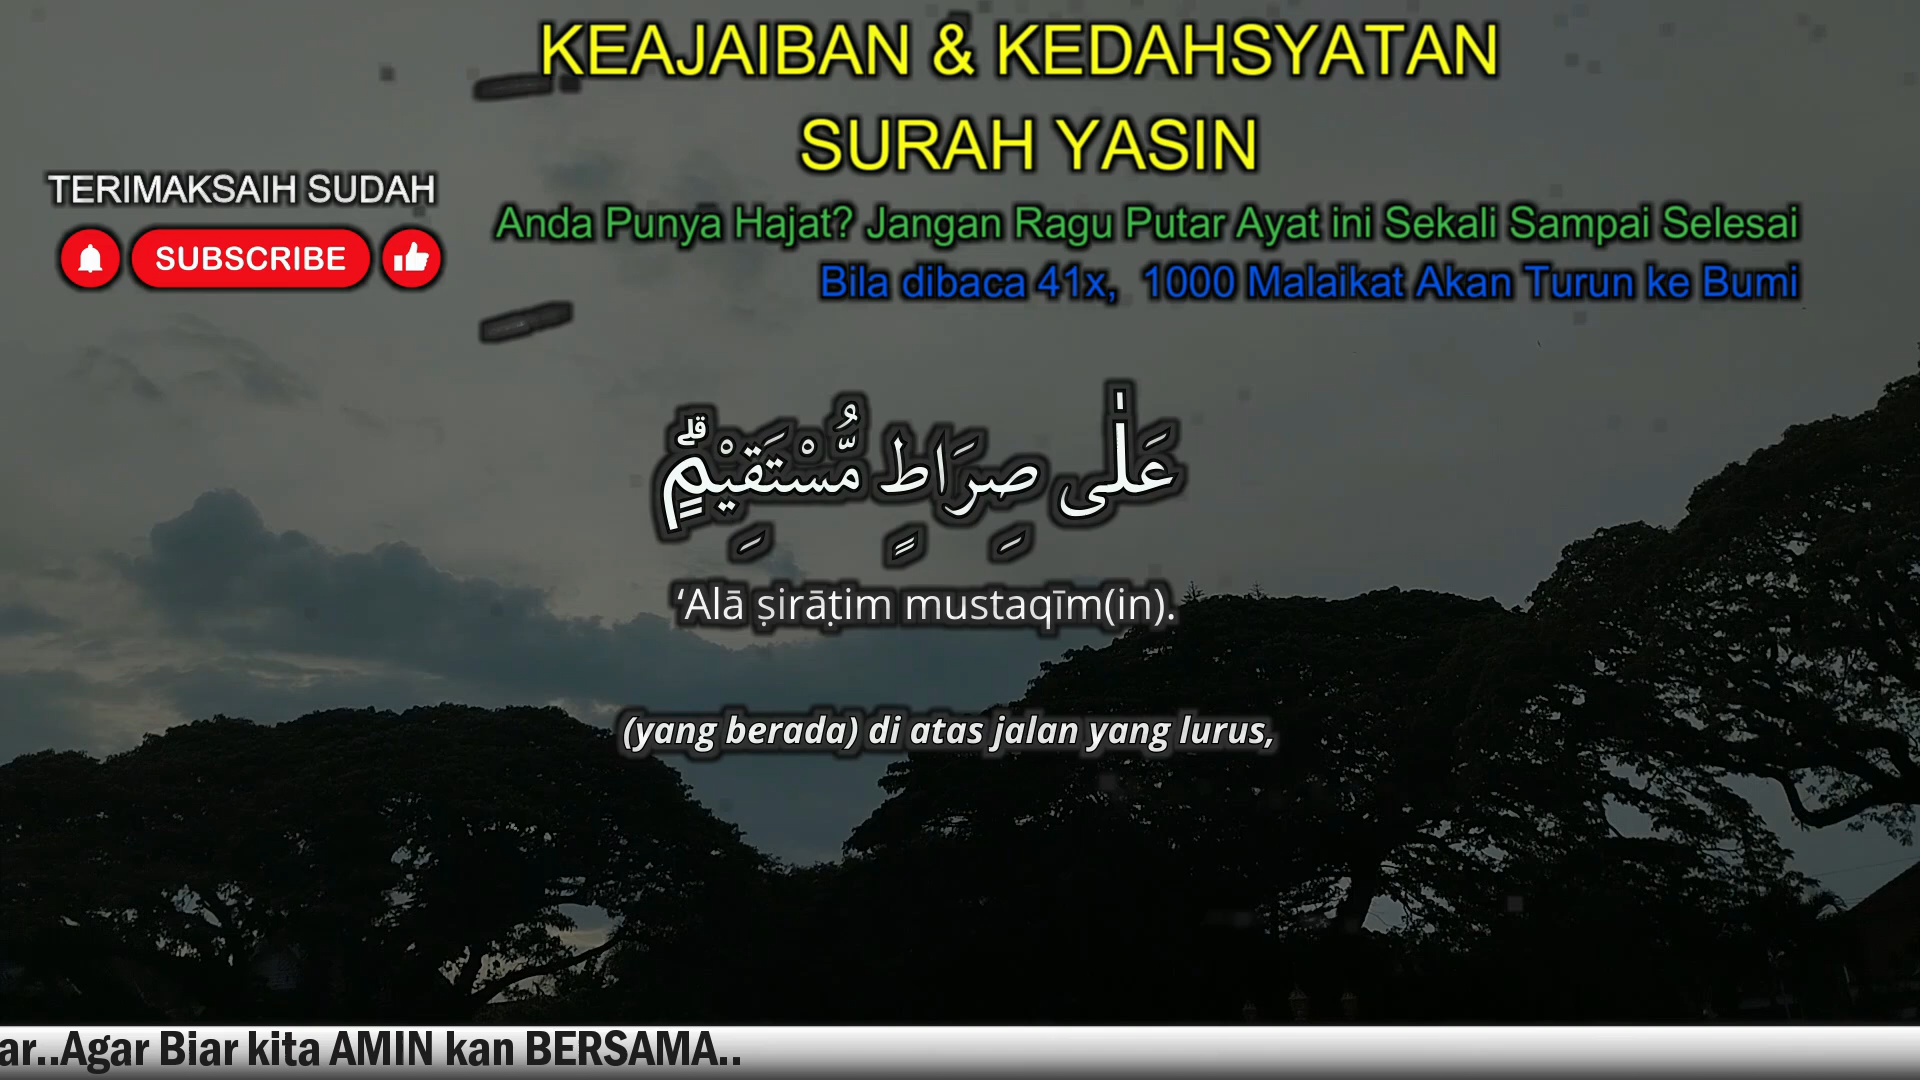 KEAJAIBAN & KEDAHSYATAN
SURAH YASIN
TERIMAKSAIH SUDAH
SUBSCRIBE
Anda Punya Hajat? Jangan Ragu Putar Ayat ini Sekali Sampai Selesai
Bila dibaca 41x, 1000 Malaikat Akan Turun ke Bumi
عَلٰى صِرَاطٍ مُّسْتَقِيْمٍۗ
‘Alā ṣirāṭim mustaqīm(in).
(yang berada) di atas jalan yang lurus,
ar..Agar Biar kita AMIN kan BERSAMA..